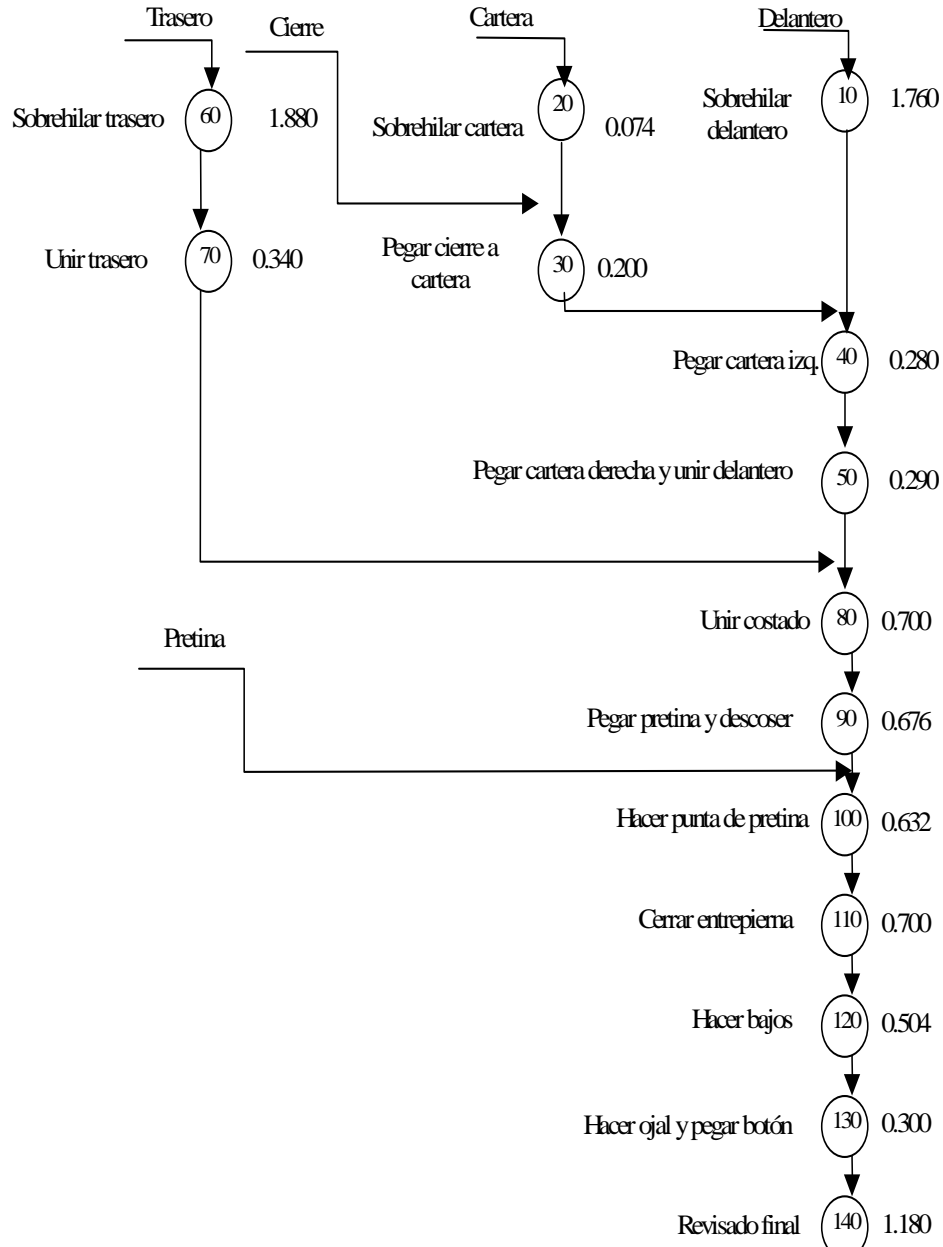 Trasero
Cierre
Cartera
Delantero
Sobrehilar trasero
60
1.880
Sobrehilar cartera
20
0.074
Sobrehilar
delantero
10
1.760
Unir trasero
70
0.340
Pegar cierre a
cartera
30
0.200
Pegar cartera izq.
40
0.280
Pegar cartera derecha y unir delantero
50
0.290
Unir costado
80
0.700
Pretina
Pegar pretina y descoser
90
0.676
Hacer punta de pretina
100
0.632
Cerrar entrepierna
110
0.700
Hacer bajos
120
0.504
Hacer ojal y pegar botón
130
0.300
Revisado final
140
1.180